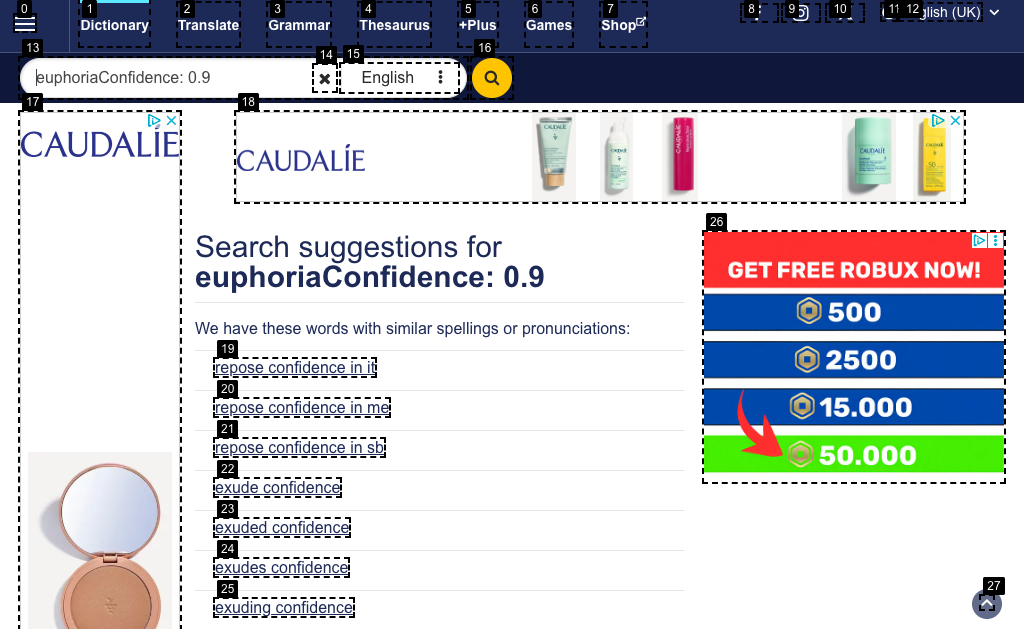 0 1 2 3 4 5 6 7 8 9 10 11 12
Dictionary Translate Grammar Thesaurus +Plus Games Shop glish (UK)
13 14 15 16
euphoriaConfidence: 0.9 English
17 18
CAUDALÍE
CAUDALÍE
50
26
Search suggestions for
euphoriaConfidence: 0.9
GET FREE ROBUX NOW!
500
2500
15.000
50.000
We have these words with similar spellings or pronunciations:
19
repose confidence in it
20
repose confidence in me
21
repose confidence in sb
22
exude confidence
23
exuded confidence
24
exudes confidence
25
exuding confidence
27